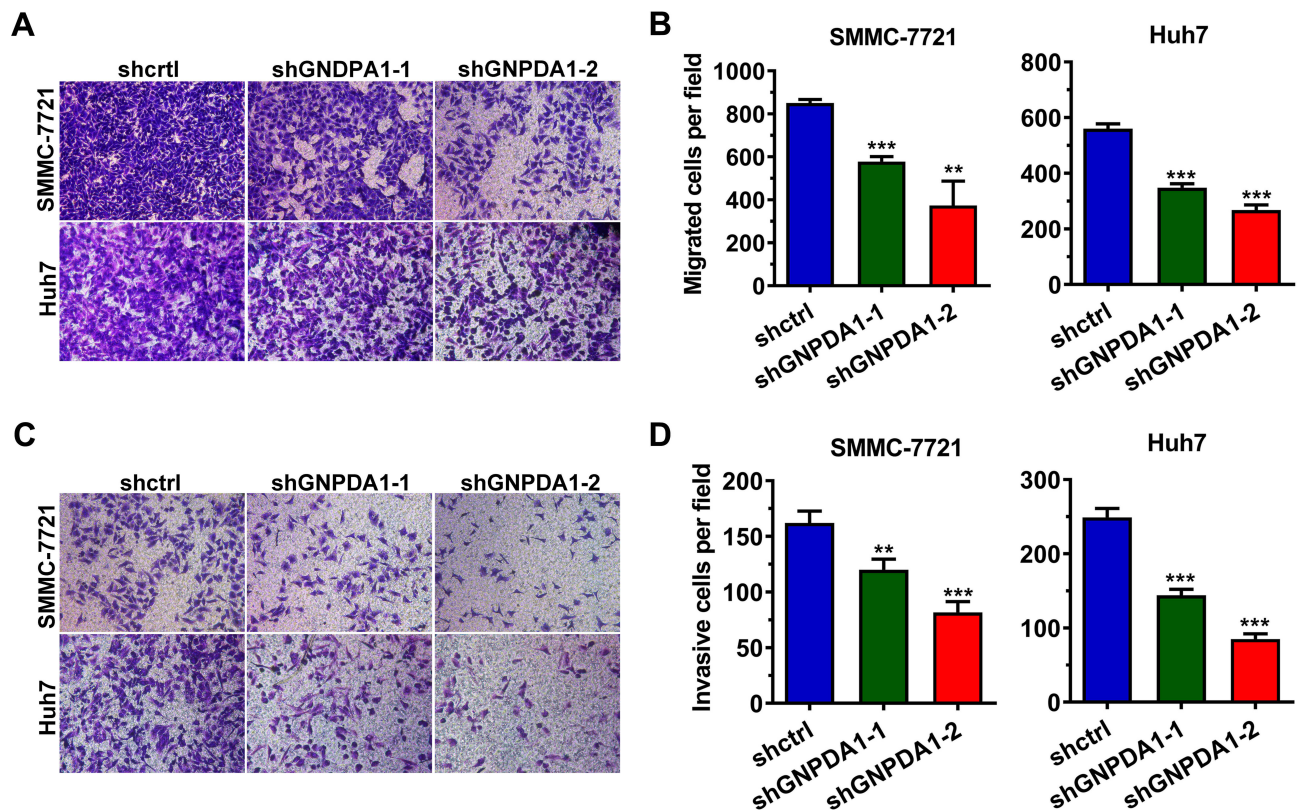 A
shcrtl shGNDPA1-1 shGNPDA1-2
SMMC-7721
Huh7
B
SMMC-7721
Migrated cells per field
1000
800
600
400
200
0
***
**
shctrl
shGNPDA1-1
shGNPDA1-2
Huh7
800
600
400
200
0
***
***
shctrl
shGNPDA1-1
shGNPDA1-2
C
shctrl shGNPDA1-1 shGNPDA1-2
SMMC-7721
Huh7
D
SMMC-7721
Invasive cells per field
200
150
100
50
0
**
***
shctrl
shGNPDA1-1
shGNPDA1-2
Huh7
300
200
100
0
***
***
shctrl
shGNPDA1-1
shGNPDA1-2